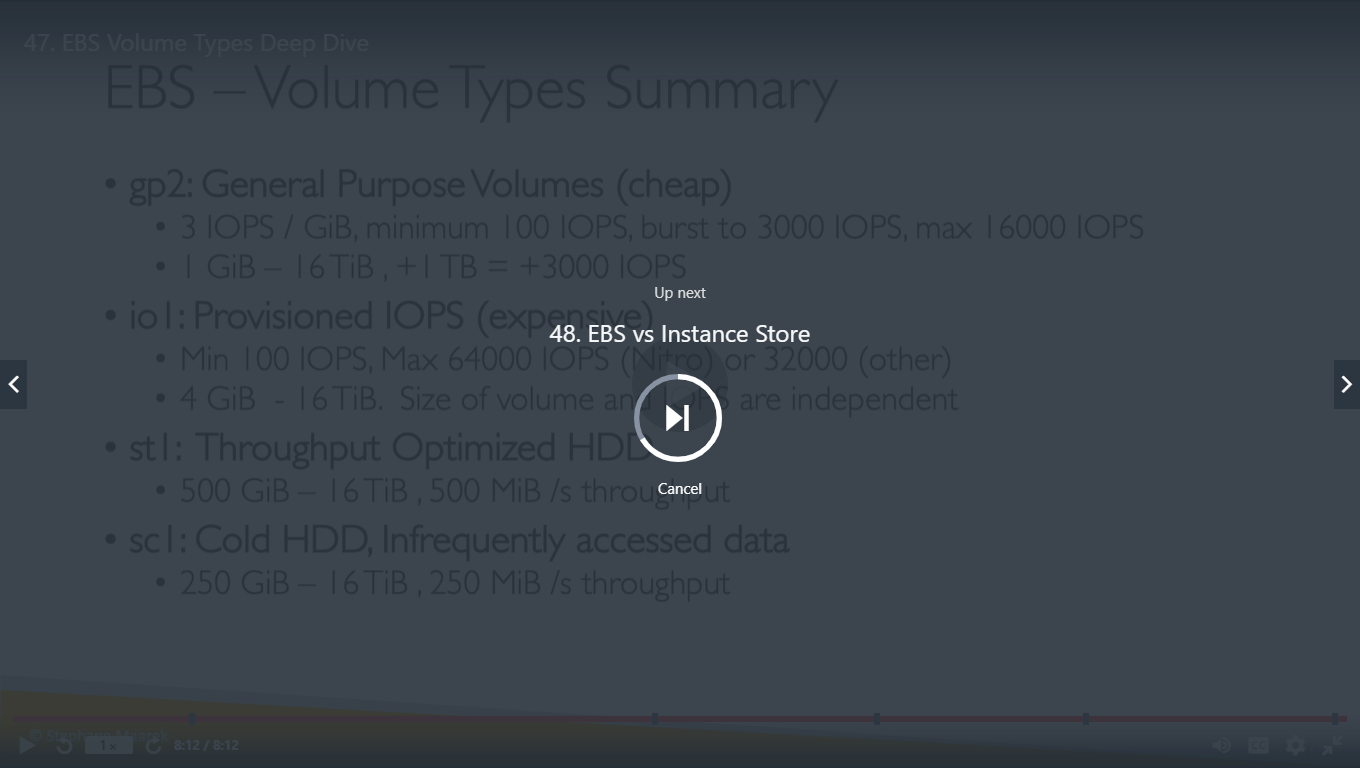 47. EBS Volume Types Deep Dive
EBS – Volume Types Summary
• gp2: General Purpose Volumes (cheap)
• 3 IOPS / GiB, minimum 100 IOPS, burst to 3000 IOPS, max 16000 IOPS
• 1 GiB – 16 TiB , +1 TB = +3000 IOPS
Up next
• io1: Provisioned IOPS (expensive)
48. EBS vs Instance Store
• Min 100 IOPS, Max 64000 IOPS (Nitro) or 32000 (other)
• 4 GiB - 16 TiB. Size of volume and IOPS are independent
• st1: Throughput Optimized HDD
Cancel
• 500 GiB – 16 TiB , 500 MiB /s throughput
• sc1: Cold HDD, Infrequently accessed data
• 250 GiB – 16 TiB , 250 MiB /s throughput
© Stephane Maarek
1 x
8:12 / 8:12
CC